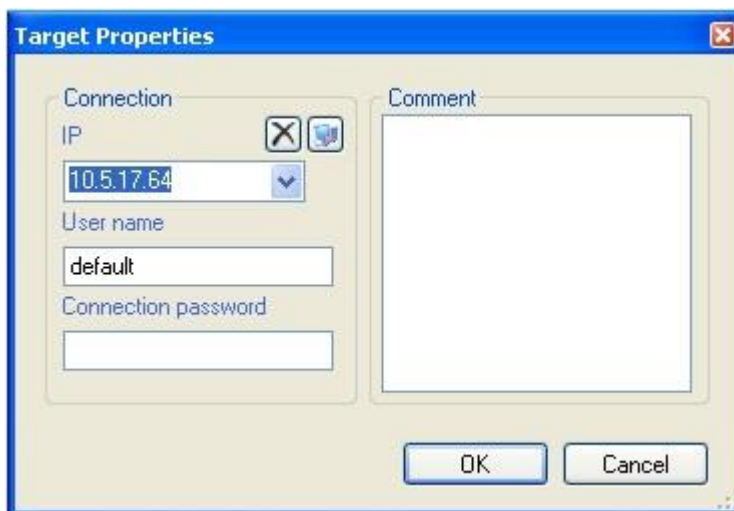 Target Properties
Connection
IP
10.5.17.64
User name
default
Connection password
Comment
OK
Cancel